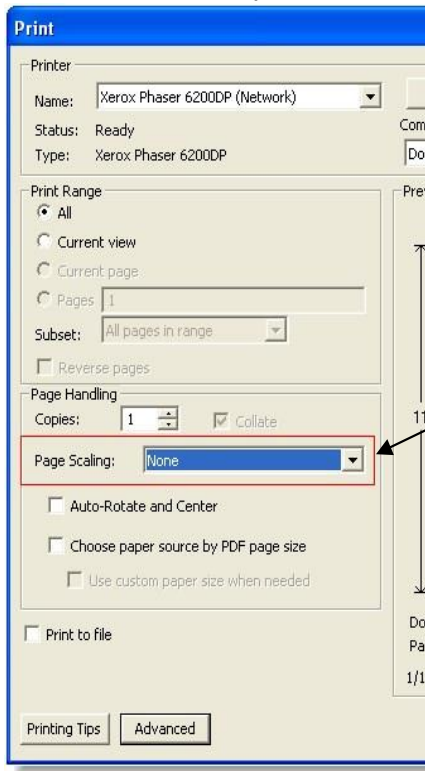 Print
Printer
Name: Xerox Phaser 6200DP (Network)
Status: Ready
Com
Type: Xerox Phaser 6200DP
Do
Print Range
Pre
All
Current view
Current page
Pages 1
Subset: All pages in range
Reverse pages
Page Handling
Copies: 1 Collate
11
Page Scaling: None
Auto-Rotate and Center
Choose paper source by PDF page size
Use custom paper size when needed
Print to file
Do
Pa
1/1
Printing Tips Advanced